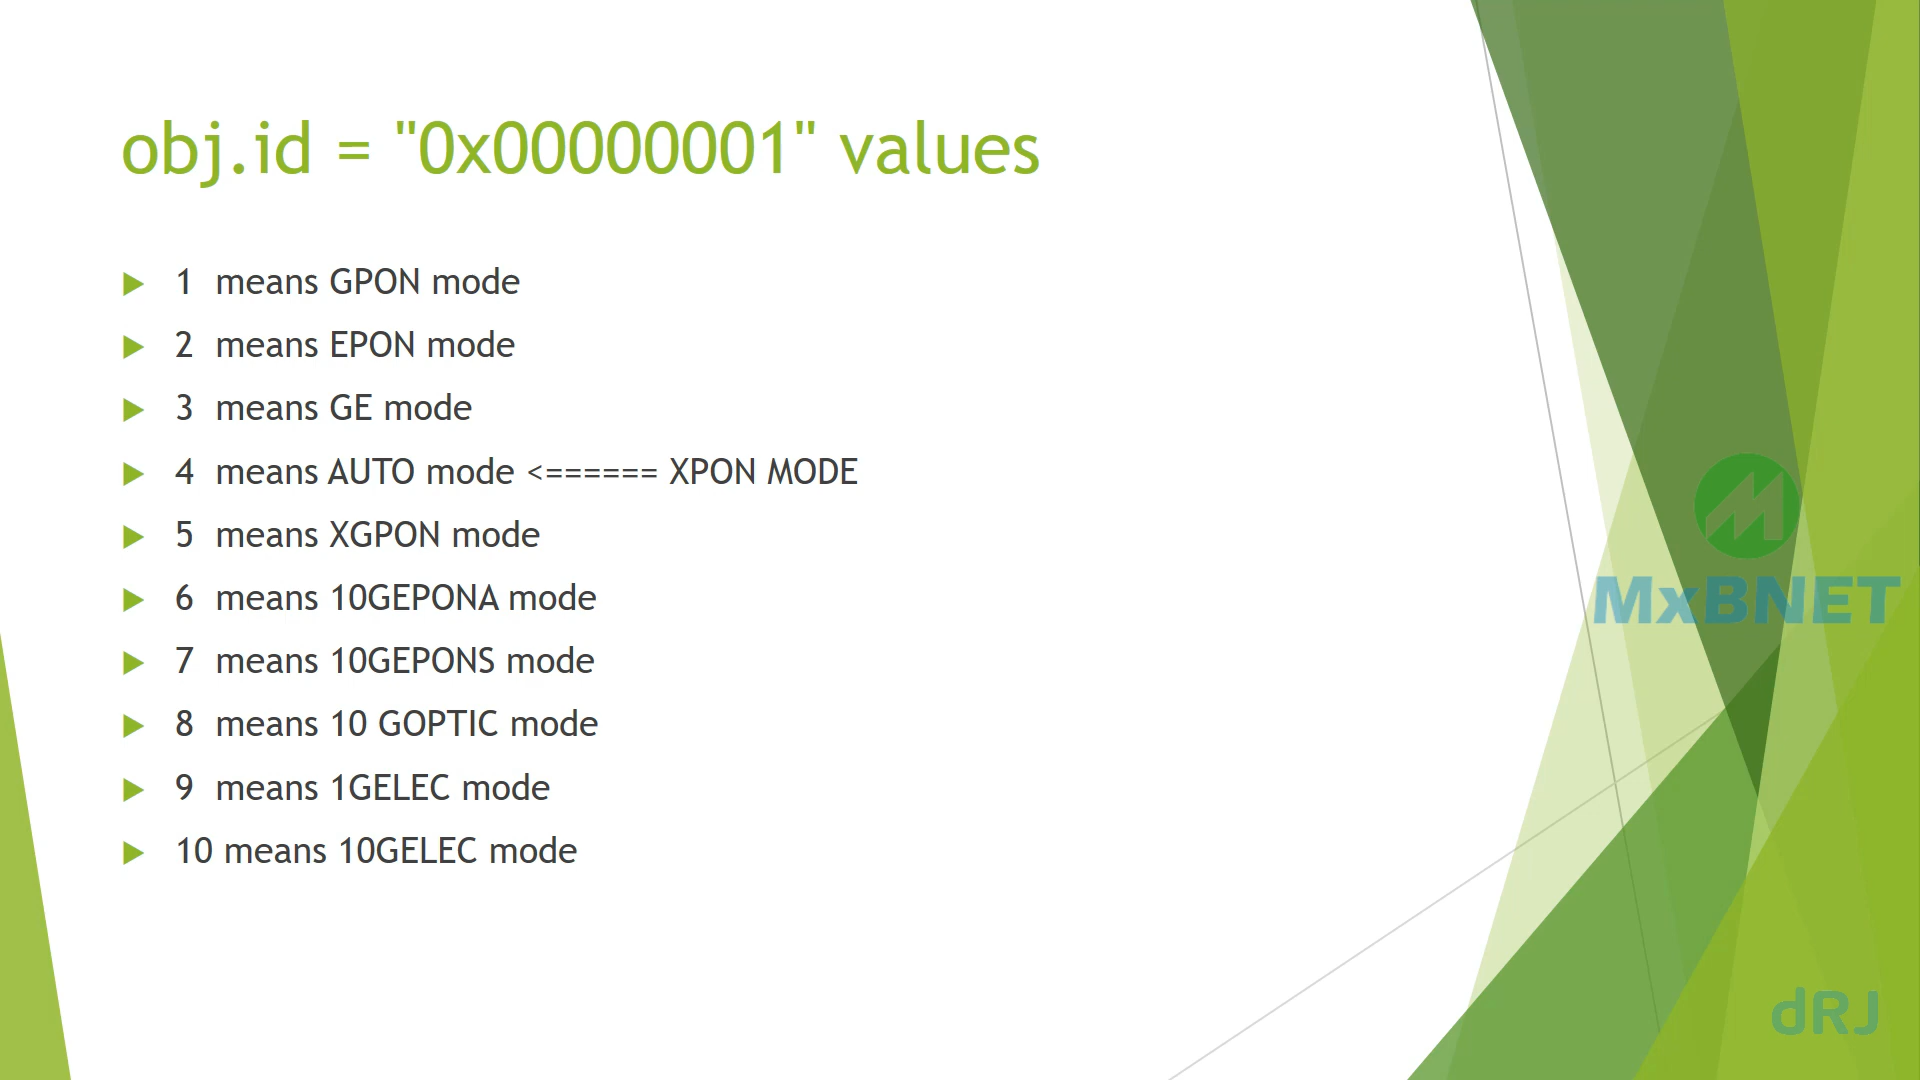 obj.id = "0x00000001" values
1 means GPON mode
2 means EPON mode
3 means GE mode
4 means AUTO mode <====== XPON MODE
5 means XGPON mode
6 means 10GEPONA mode
7 means 10GEPONS mode
8 means 10 GOPTIC mode
9 means 1GELEC mode
10 means 10GELEC mode
MxBNET
dRJ